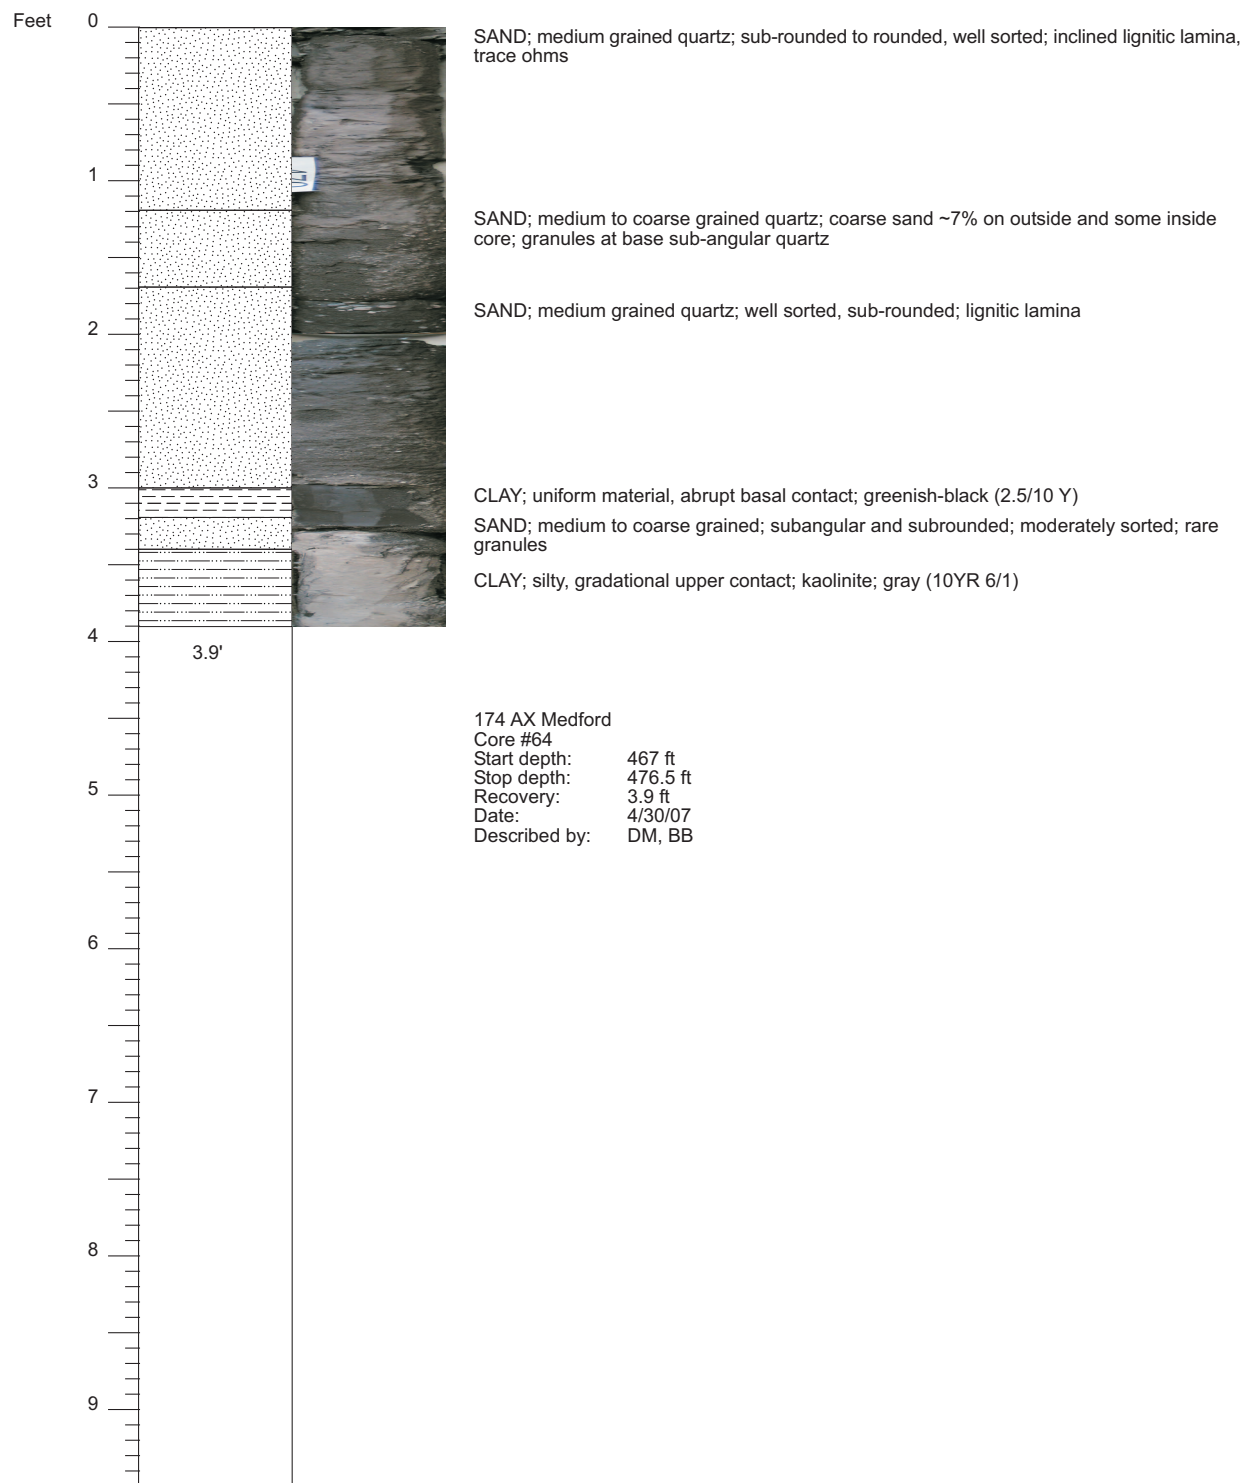 Feet 0
SAND; medium grained quartz; sub-rounded to rounded, well sorted; inclined lignitic lamina,
trace ohms
1
SAND; medium to coarse grained quartz; coarse sand ~7% on outside and some inside
core; granules at base sub-angular quartz
SAND; medium grained quartz; well sorted, sub-rounded; lignitic lamina
2
3
CLAY; uniform material, abrupt basal contact; greenish-black (2.5/10 Y)
SAND; medium to coarse grained; subangular and subrounded; moderately sorted; rare
granules
CLAY; silty, gradational upper contact; kaolinite; gray (10YR 6/1)
4
3.9'
174 AX Medford
Core #64
Start depth: 467 ft
Stop depth: 476.5 ft
5
Recovery: 3.9 ft
Date: 4/30/07
Described by: DM, BB
6
7
8
9